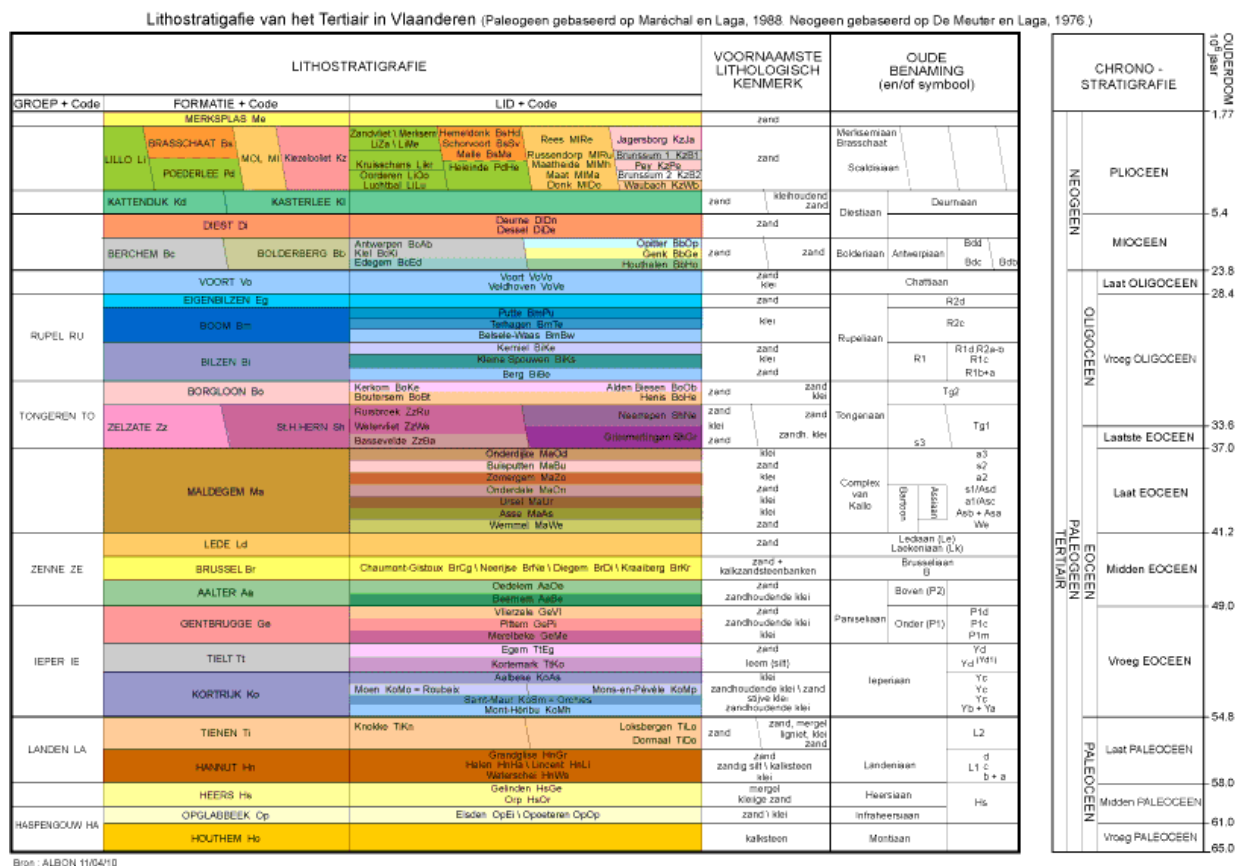 Lithostratigafie van het Tertiair in Vlaanderen (Paleogeen gebaseerd op Maréchal en Laga, 1988. Neogeen gebaseerd op De Meuter en Laga, 1976.)
LITHOSTRATIGRAFIE
VOORNAAMSTE
LITHOLOGISCH
KENMERK
OUDE
BENAMING
(en/of symbool)
CHRONO -
STRATIGRAFIE
OUDERDOM
10⁶ jaar
GROEP + Code
FORMATIE + Code
LID + Code
MERKSPLAS Me
zand
1.77
LILLO Li
BRASSCHAAT Bs
POEDERLEE Pd
MOL Ml
Kiezelooliet Kz
Zandvliet \ Merksem
LiZa \ LiMe
Kruisschans Likr
Oorderen LiOo
Luchtbal LiLu
Hemeldonk BsHd
Schorvoort BsSv
Malle BsMa
Heieinde PdHe
Rees MlRe
Russendorp MlRu
Maatheide MlMh
Maat MlMa
Donk MlDo
Jagersborg KzJa
Brunssum 1 KzB1
Pey KzPe
Brunssum 2 KzB2
Waubach KzWb
zand
Merksemiaan
Brasschaat
Scaldisiaan
KATTENDIJK Kd
KASTERLEE Kl
zand
kleihoudend
zand
Diestiaan
Deurniaan
DIEST Di
Deurne DiDn
Dessel DiDe
zand
BERCHEM Bc
BOLDERBERG Bb
Antwerpen BcAb
Kiel BcKi
Edegem BcEd
Opitter BbOp
Genk BbGe
Houthalen BbHo
zand
zand
Bolderiaan
Antwerpiaan
Bdd
Bdc
Bdb
VOORT Vo
Voort VoVo
Veldhoven VoVe
zand
klei
Chattiaan
RUPEL RU
EIGENBILZEN Eg
zand
R2d
BOOM Bm
Putte BmPu
Terhagen BmTe
Belsele-Waas BmBw
klei
Rupeliaan
R2c
BILZEN Bi
Kerniel BiKe
Kleine Spouwen BiKs
Berg BiBe
zand
klei
zand
R1
R1d R2a-b
R1c
R1b+a
TONGEREN TO
BORGLOON Bo
Kerkom BoKe
Boutersem BoBt
Alden Biesen BoOb
Henis BoHe
zand
zand
klei
Tg2
ZELZATE Zz
St.H.HERN Sh
Ruisbroek ZzRu
Watervliet ZzWa
Bassevelde ZzBa
Neerrepen ShNe
Grimmertingen ShGr
zand
klei
zand
zand
zandh. klei
Tongeriaan
Tg1
s3
MALDEGEM Ma
Onderdijke MaOd
Buisputten MaBu
Zomergem MaZo
Onderdale MaOn
Ursel MaUr
Asse MaAs
Wemmel MaWe
klei
zand
klei
zand
klei
klei
zand
Complex
van
Kallo
Bartoon
Assiaan
a3
s2
a2
s1/Asd
a1/Asc
Asb + Asa
We
ZENNE ZE
LEDE Ld
zand
Lediaan (Le)
Laekeniaan (Lk)
BRUSSEL Br
Chaumont-Gistoux BrCg \ Neerijse BrNe \ Diegem BrDi \ Kraaiberg BrKr
zand +
kalkzandsteenbanken
Brusseliaan
B
AALTER Aa
Oedelem AaOe
Beernem AaBe
zand
zandhoudende klei
Boven (P2)
IEPER IE
GENTBRUGGE Ge
Vlierzele GeVl
Pittem GePi
Merelbeke GeMe
zand
zandhoudende klei
klei
Paniseliaan
Onder (P1)
P1d
P1c
P1m
TIELT Tt
Egem TtEg
Kortemark TtKo
zand
leem (silt)
Ieperiaan
Yd
Yd (Yd1)
KORTRIJK Ko
Aalbeke KoAs
Moen KoMo = Roubaix
Mons-en-Pévèle KoMp
Saint-Maur KoSm = Orchies
Mont-Héribu KoMh
klei
zandhoudende klei \ zand
stijve klei
zandhoudende klei
Yc
Yc
Yc
Yb + Ya
LANDEN LA
TIENEN Ti
Knokke TiKn
Loksbergen TiLo
Dormaal TiDo
zand
zand, mergel
ligniet, klei
zand
L2
HANNUT Hn
Grandglise HnGr
Halen HnHa \ Lincent HnLi
Waterschei HnWa
zand
zandig silt \ kalksteen
klei
Landeniaan
d
L1 c
b + a
HEERS Hs
Gelinden HsGe
Orp HsOr
mergel
kleiige zand
Heersiaan
Hs
HASPENGOUW HA
OPGLABBEEK Op
Eisden OpEi \ Opoeteren OpOp
zand \ klei
Infraheersiaan
HOUTHEM Ho
kalksteen
Montiaan
TERTIAIR
NEOGEEN
PALEOGEEN
PLIOCEEN
5.4
MIOCEEN
23.8
OLIGOCEEN
Laat OLIGOCEEN
28.4
Vroeg OLIGOCEEN
33.6
EOCEEN
Laatste EOCEEN
37.0
Laat EOCEEN
41.2
Midden EOCEEN
49.0
Vroeg EOCEEN
54.8
PALEOCEEN
Laat PALEOCEEN
58.0
Midden PALEOCEEN
61.0
Vroeg PALEOCEEN
65.0
Bron : ALBON 11/04/10